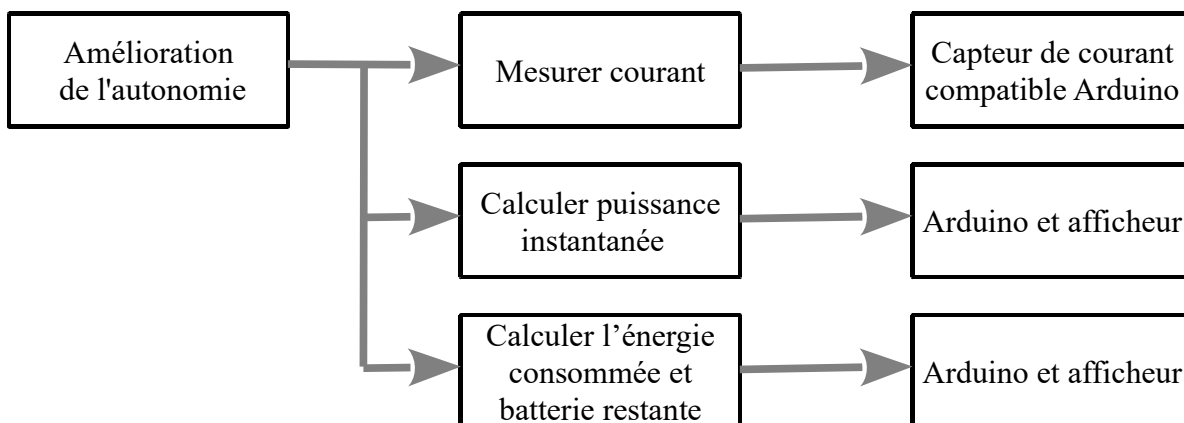 Amélioration
de l'autonomie
Mesurer courant
Capteur de courant
compatible Arduino
Calculer puissance
instantanée
Arduino et afficheur
Calculer l’énergie
consommée et
batterie restante
Arduino et afficheur